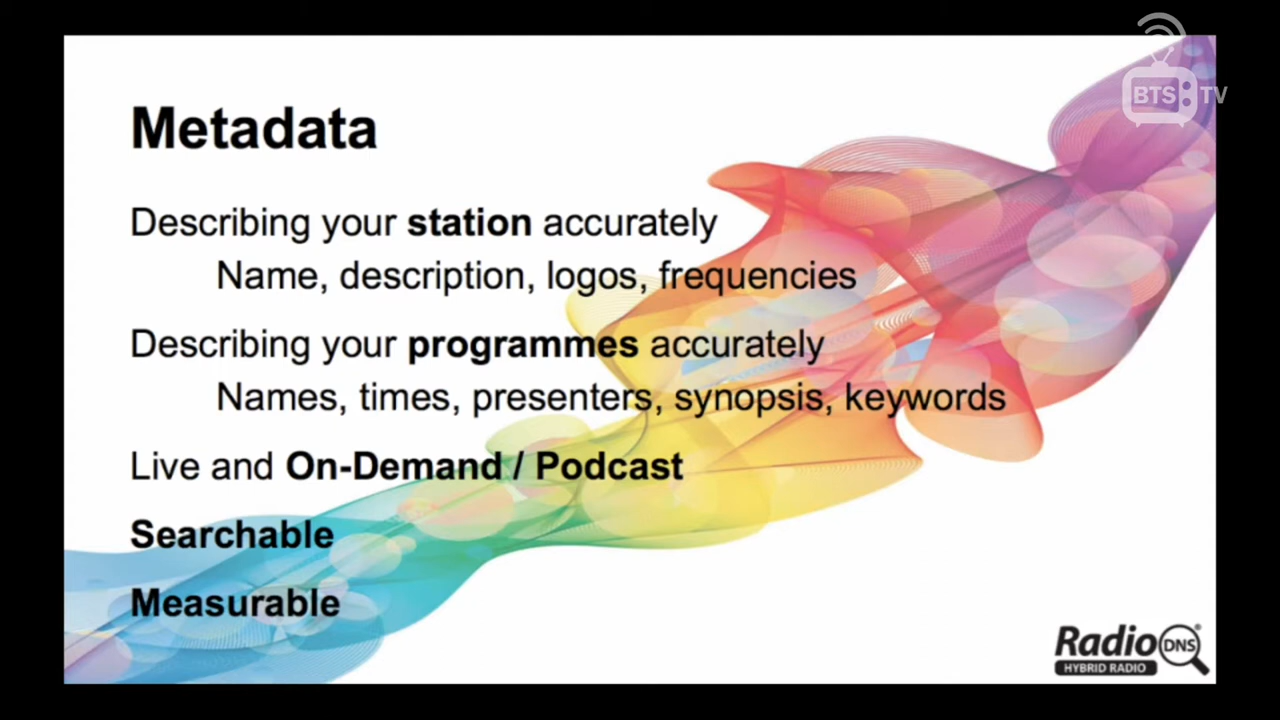 BTS TV
Metadata
Describing your station accurately
Name, description, logos, frequencies
Describing your programmes accurately
Names, times, presenters, synopsis, keywords
Live and On-Demand / Podcast
Searchable
Measurable
Radio DNS®
HYBRID RADIO